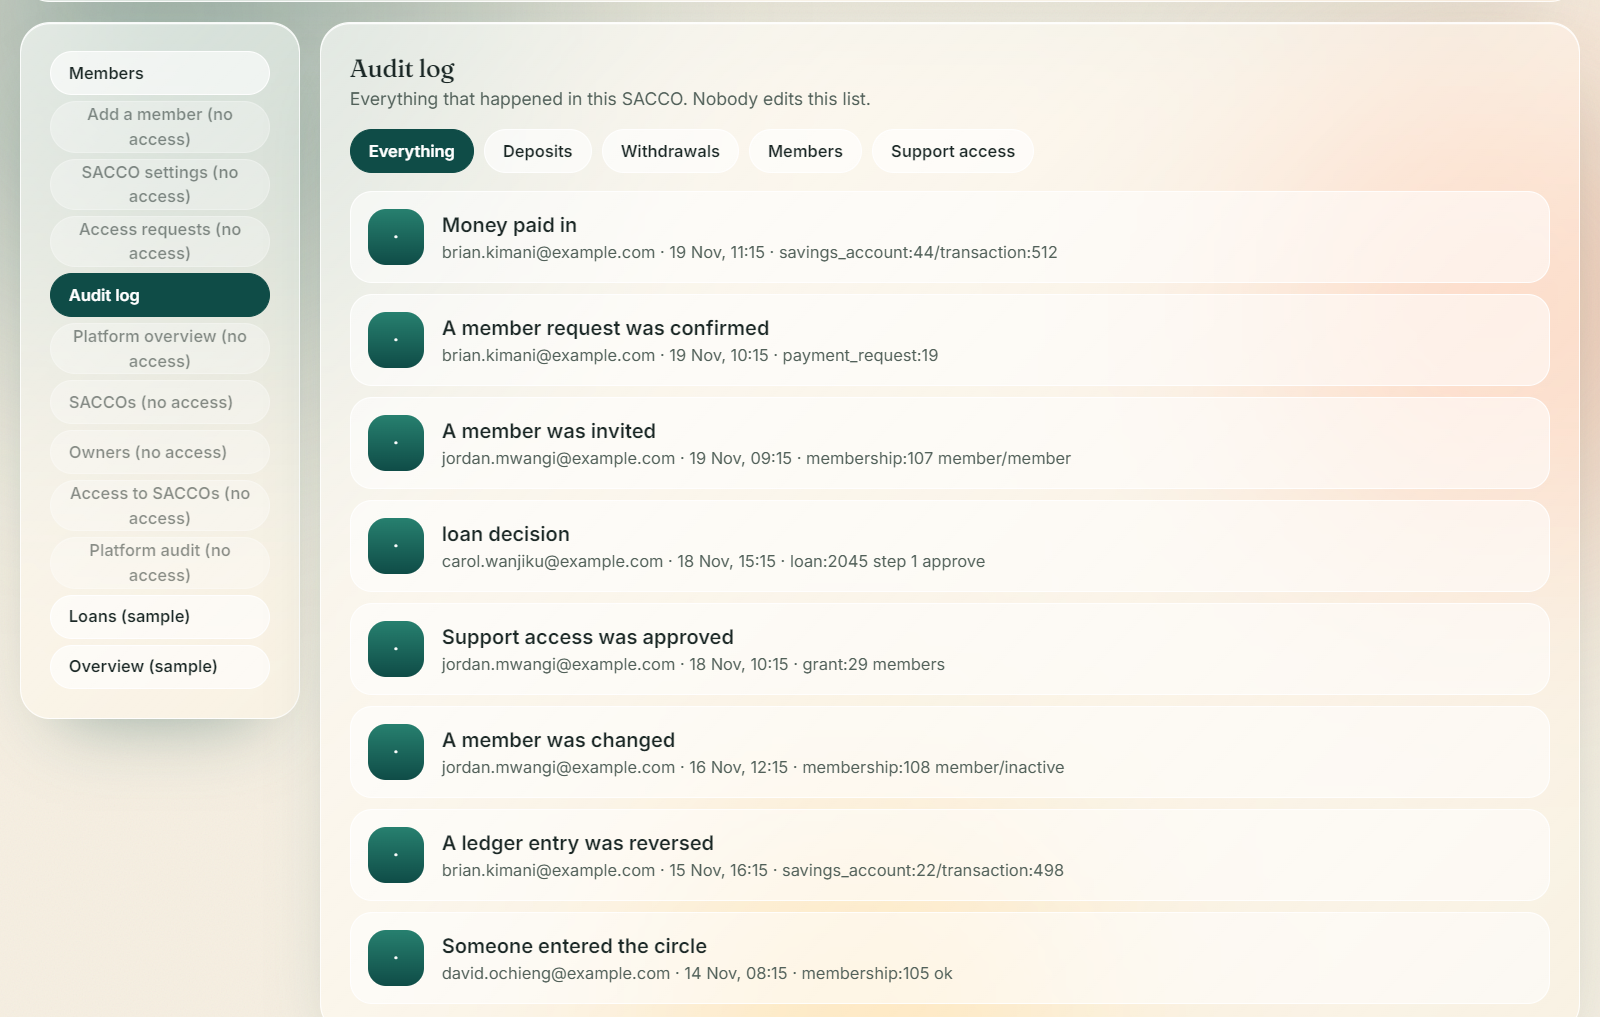 Members
Add a member (no
access)
SACCO settings (no
access)
Access requests (no
access)
Audit log
Platform overview (no
access)
SACCOs (no access)
Owners (no access)
Access to SACCOs (no
access)
Platform audit (no
access)
Loans (sample)
Overview (sample)
Audit log
Everything that happened in this SACCO. Nobody edits this list.
Everything
Deposits
Withdrawals
Members
Support access
Money paid in
brian.kimani@example.com · 19 Nov, 11:15 · savings_account:44/transaction:512
A member request was confirmed
brian.kimani@example.com · 19 Nov, 10:15 · payment_request:19
A member was invited
jordan.mwangi@example.com · 19 Nov, 09:15 · membership:107 member/member
loan decision
carol.wanjiku@example.com · 18 Nov, 15:15 · loan:2045 step 1 approve
Support access was approved
jordan.mwangi@example.com · 18 Nov, 10:15 · grant:29 members
A member was changed
jordan.mwangi@example.com · 16 Nov, 12:15 · membership:108 member/inactive
A ledger entry was reversed
brian.kimani@example.com · 15 Nov, 16:15 · savings_account:22/transaction:498
Someone entered the circle
david.ochieng@example.com · 14 Nov, 08:15 · membership:105 ok